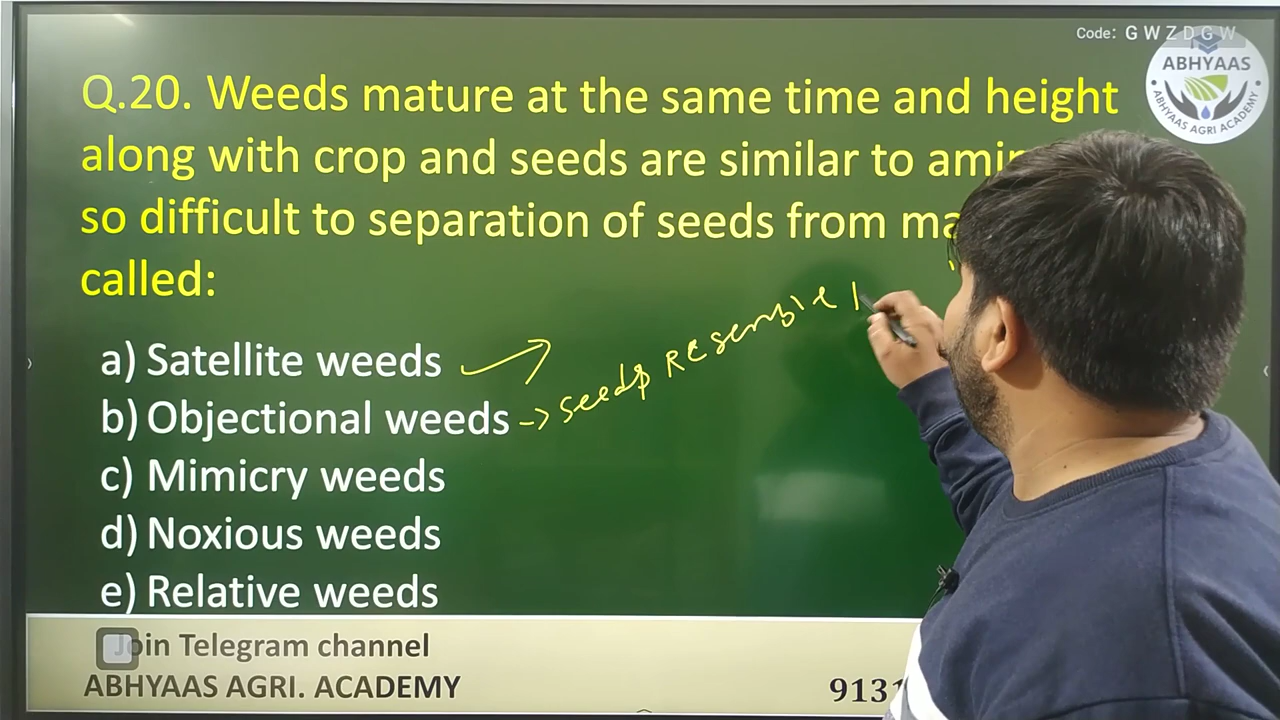 Code: G W Z D G W
ABHYAAS
ABHYAAS AGRI ACADEMY
Q.20. Weeds mature at the same time and height
along with crop and seeds are similar to
so difficult to separation of seeds from
called:
a) Satellite weeds
b) Objectional weeds -> seeds Resemble
c) Mimicry weeds
d) Noxious weeds
e) Relative weeds
Join Telegram channel
ABHYAAS AGRI. ACADEMY